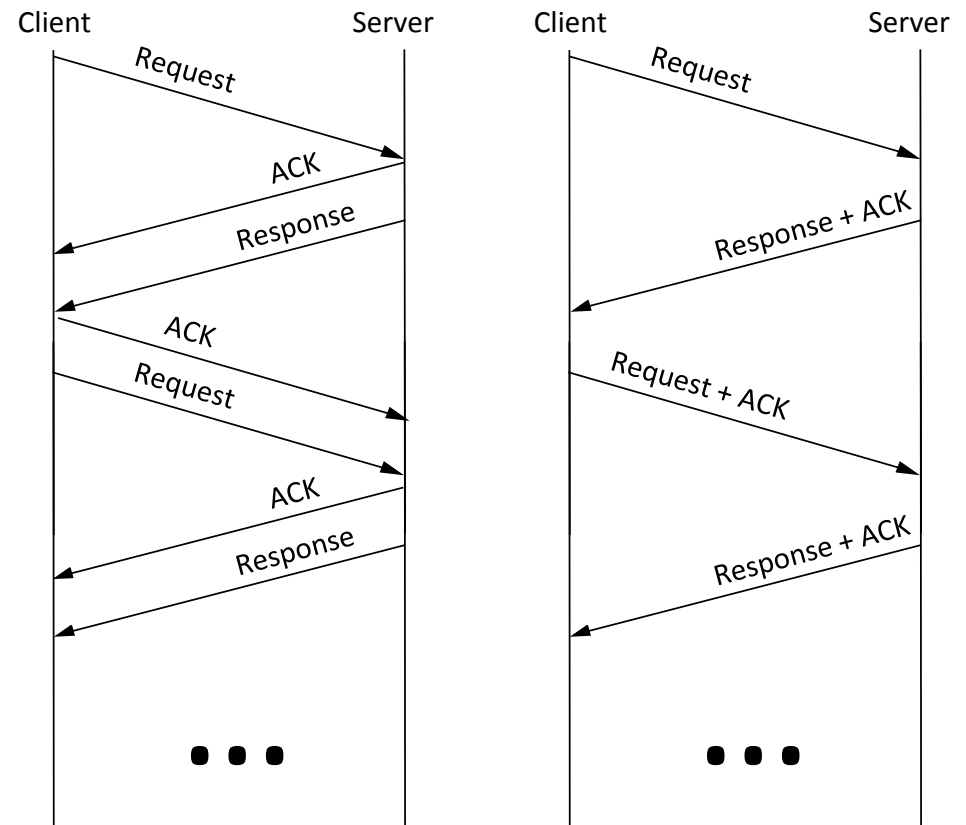 Client
Server
Request
ACK
Response
ACK
Request
ACK
Response
Client
Server
Request
Response + ACK
Request + ACK
Response + ACK